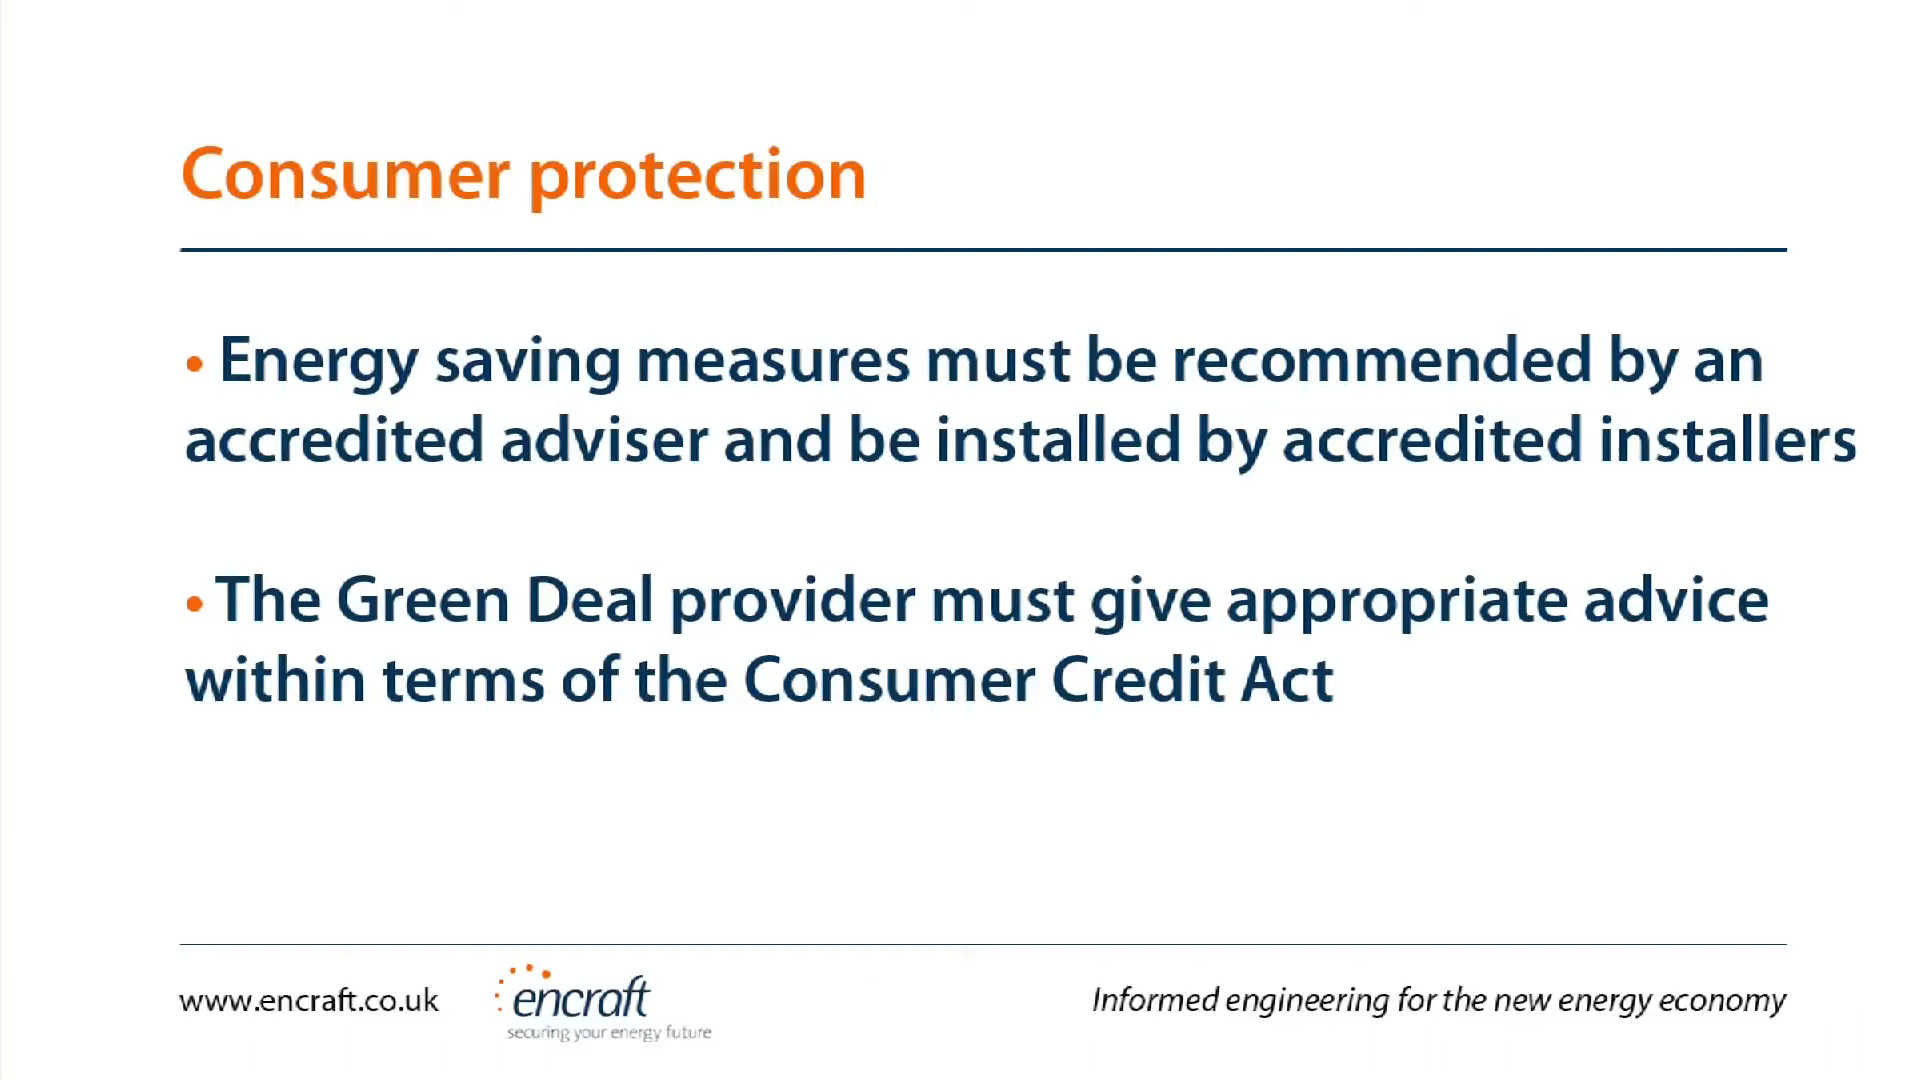 Consumer protection
• Energy saving measures must be recommended by an
accredited adviser and be installed by accredited installers
• The Green Deal provider must give appropriate advice
within terms of the Consumer Credit Act
www.encraft.co.uk
encraft
securing your energy future
Informed engineering for the new energy economy